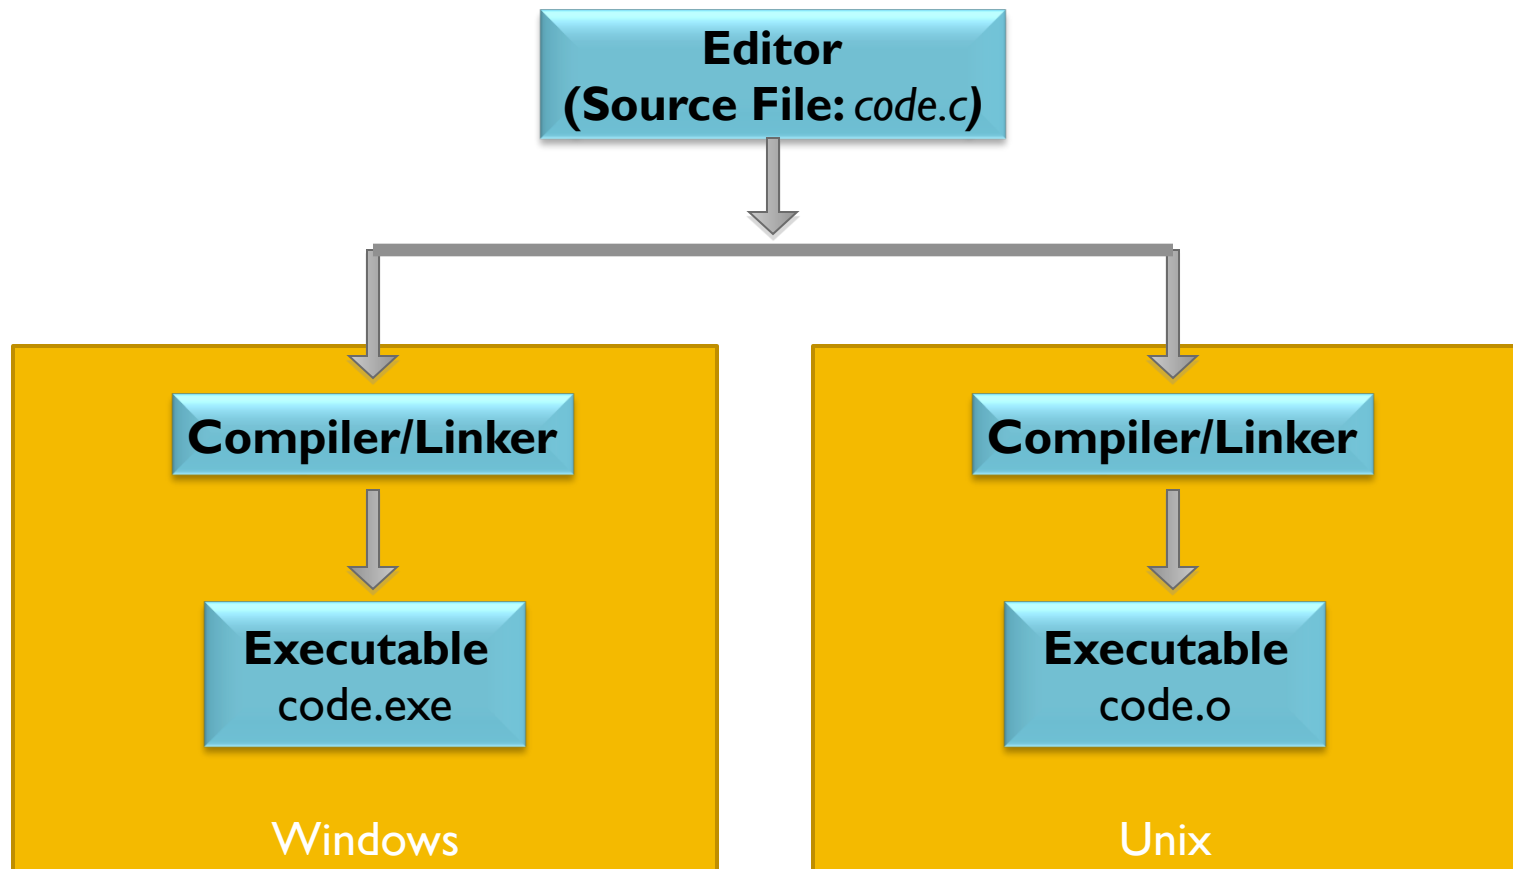 Editor
(Source File: code.c)
Compiler/Linker
Compiler/Linker
Executable
code.exe
Executable
code.o
Windows
Unix